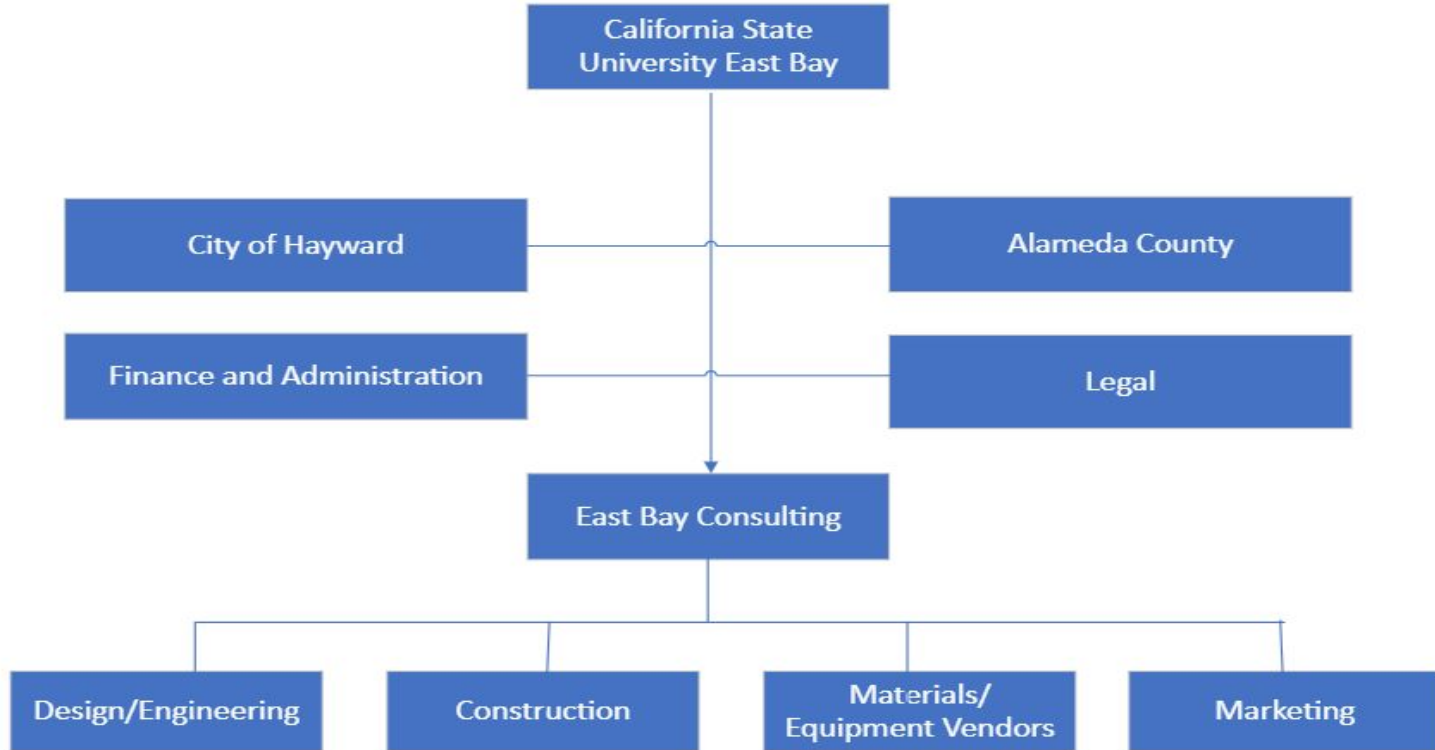 California State
University East Bay
City of Hayward
Alameda County
Finance and Administration
Legal
East Bay Consulting
Design/Engineering
Construction
Materials/
Equipment Vendors
Marketing